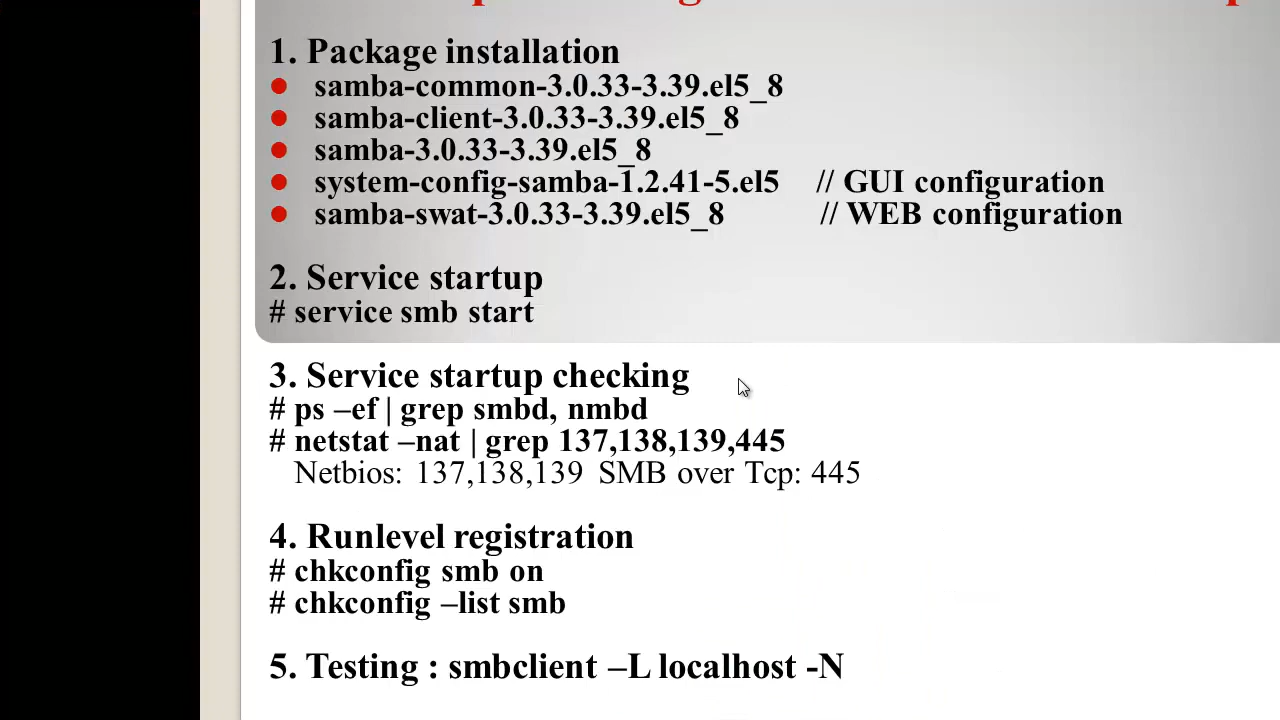 1. Package installation
samba-common-3.0.33-3.39.el5_8
samba-client-3.0.33-3.39.el5_8
samba-3.0.33-3.39.el5_8
system-config-samba-1.2.41-5.el5 // GUI configuration
samba-swat-3.0.33-3.39.el5_8 // WEB configuration
2. Service startup
# service smb start
3. Service startup checking
# ps –ef | grep smbd, nmbd
# netstat –nat | grep 137,138,139,445
Netbios: 137,138,139 SMB over Tcp: 445
4. Runlevel registration
# chkconfig smb on
# chkconfig –list smb
5. Testing : smbclient –L localhost -N